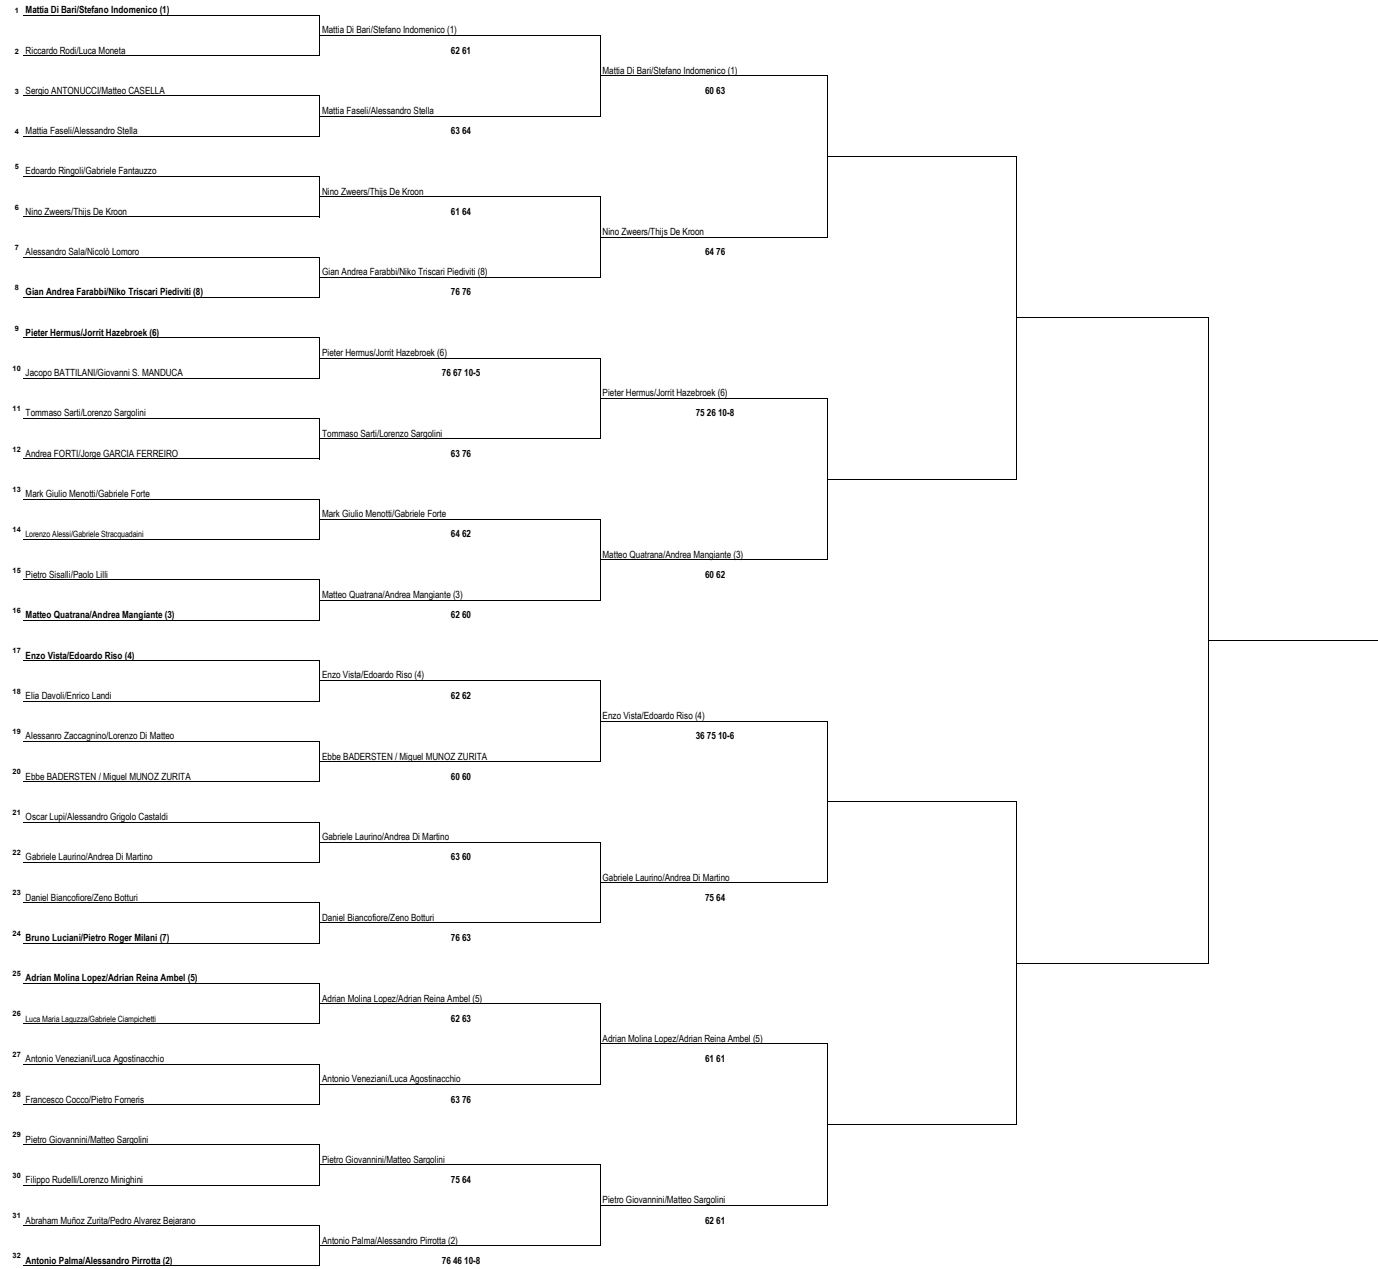 1 Mattia Di Bari/Stefano Indomenico (1)
Mattia Di Bari/Stefano Indomenico (1)
2 Riccardo Rodi/Luca Moneta
62 61
Mattia Di Bari/Stefano Indomenico (1)
3 Sergio ANTONUCCI/Matteo CASELLA
60 63
Mattia Faseli/Alessandro Stella
4 Mattia Faseli/Alessandro Stella
63 64
5 Edoardo Ringoli/Gabriele Fantauzzo
Nino Zweers/Thijs De Kroon
6 Nino Zweers/Thijs De Kroon
61 64
Nino Zweers/Thijs De Kroon
7 Alessandro Sala/Nicolò Lomoro
64 76
Gian Andrea Farabbi/Niko Triscari Piediviti (8)
8 Gian Andrea Farabbi/Niko Triscari Piediviti (8)
76 76
9 Pieter Hermus/Jorrit Hazebroek (6)
Pieter Hermus/Jorrit Hazebroek (6)
10 Jacopo BATTILANI/Giovanni S. MANDUCA
76 67 10-5
Pieter Hermus/Jorrit Hazebroek (6)
11 Tommaso Sarti/Lorenzo Sargolini
75 26 10-8
Tommaso Sarti/Lorenzo Sargolini
12 Andrea FORTI/Jorge GARCIA FERREIRO
63 76
13 Mark Giulio Menotti/Gabriele Forte
Mark Giulio Menotti/Gabriele Forte
14 Lorenzo Alessi/Gabriele Stracquadaini
64 62
Matteo Quatrana/Andrea Mangiante (3)
15 Pietro Sisalli/Paolo Lilli
60 62
Matteo Quatrana/Andrea Mangiante (3)
16 Matteo Quatrana/Andrea Mangiante (3)
62 60
17 Enzo Vista/Edoardo Riso (4)
Enzo Vista/Edoardo Riso (4)
18 Elia Davoli/Enrico Landi
62 62
Enzo Vista/Edoardo Riso (4)
19 Alessanro Zaccagnino/Lorenzo Di Matteo
36 75 10-6
Ebbe BADERSTEN / Miguel MUNOZ ZURITA
20 Ebbe BADERSTEN / Miguel MUNOZ ZURITA
60 60
21 Oscar Lupi/Alessandro Grigolo Castaldi
Gabriele Laurino/Andrea Di Martino
22 Gabriele Laurino/Andrea Di Martino
63 60
Gabriele Laurino/Andrea Di Martino
23 Daniel Biancofiore/Zeno Botturi
75 64
Daniel Biancofiore/Zeno Botturi
24 Bruno Luciani/Pietro Roger Milani (7)
76 63
25 Adrian Molina Lopez/Adrian Reina Ambel (5)
Adrian Molina Lopez/Adrian Reina Ambel (5)
26 Luca Maria Laguzza/Gabriele Ciampichetti
62 63
Adrian Molina Lopez/Adrian Reina Ambel (5)
27 Antonio Veneziani/Luca Agostinacchio
61 61
Antonio Veneziani/Luca Agostinacchio
28 Francesco Cocco/Pietro Forneris
63 76
29 Pietro Giovannini/Matteo Sargolini
Pietro Giovannini/Matteo Sargolini
30 Filippo Rudelli/Lorenzo Minighini
75 64
Pietro Giovannini/Matteo Sargolini
31 Abraham Muñoz Zurita/Pedro Alvarez Bejarano
62 61
Antonio Palma/Alessandro Pirrotta (2)
32 Antonio Palma/Alessandro Pirrotta (2)
76 46 10-8